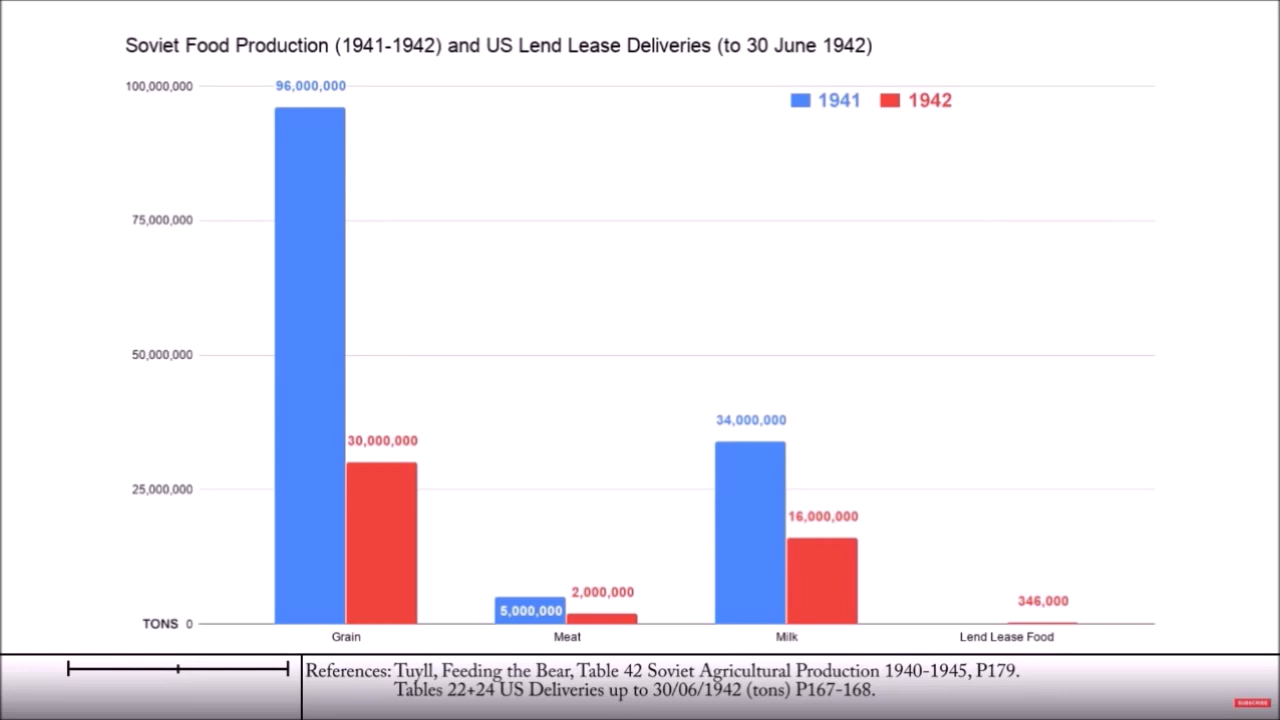 Soviet Food Production (1941-1942) and US Lend Lease Deliveries (to 30 June 1942)
100,000,000
96,000,000
1941 1942
75,000,000
50,000,000
34,000,000
30,000,000
25,000,000
16,000,000
5,000,000
2,000,000
346,000
TONS 0
Grain Meat Milk Lend Lease Food
References: Tuyll, Feeding the Bear, Table 42 Soviet Agricultural Production 1940-1945, P179.
Tables 22+24 US Deliveries up to 30/06/1942 (tons) P167-168.
SUBSCRIBE